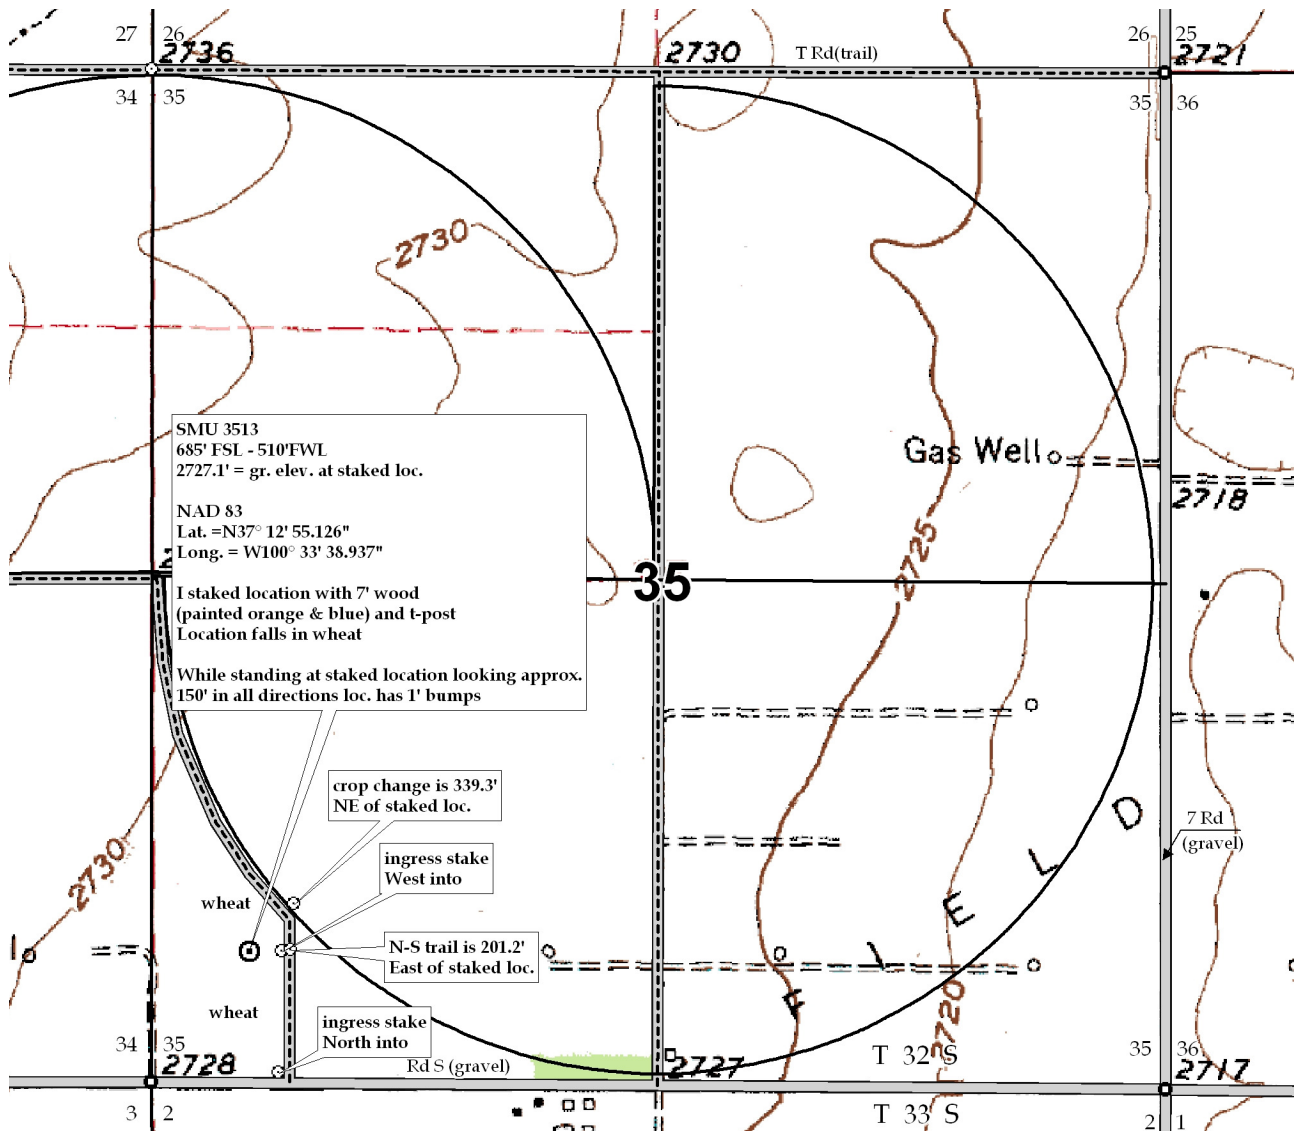 27 26
2736
2730
T Rd(trail)
26 25
2721
34 35
35 36
2730
SMU 3513
685' FSL - 510'FWL
2727.1' = gr. elev. at staked loc.
NAD 83
Lat. =N37° 12' 55.126"
Long. = W100° 33' 38.937"
I staked location with 7' wood
(painted orange & blue) and t-post
Location falls in wheat
While standing at staked location looking approx.
150' in all directions loc. has 1' bumps
Gas Well
2718
2725
35
crop change is 339.3'
NE of staked loc.
7 Rd
(gravel)
ingress stake
West into
2730
wheat
N-S trail is 201.2'
East of staked loc.
F I E L D
wheat
ingress stake
North into
2720
34 35
2728
Rd S (gravel)
2727
T 32 S
35 36
2717
3 2
T 33 S
2 1